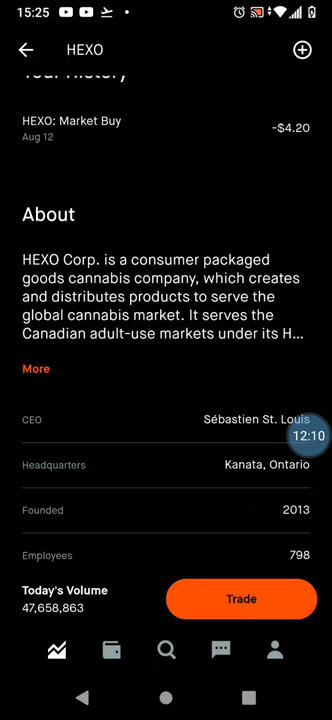 15:25
HEXO
Your History
HEXO: Market Buy
Aug 12
-$4.20
About
HEXO Corp. is a consumer packaged
goods cannabis company, which creates
and distributes products to serve the
global cannabis market. It serves the
Canadian adult-use markets under its H...
More
CEO
Sébastien St. Louis
12:10
Headquarters
Kanata, Ontario
Founded
2013
Employees
798
Today's Volume
47,658,863
Trade